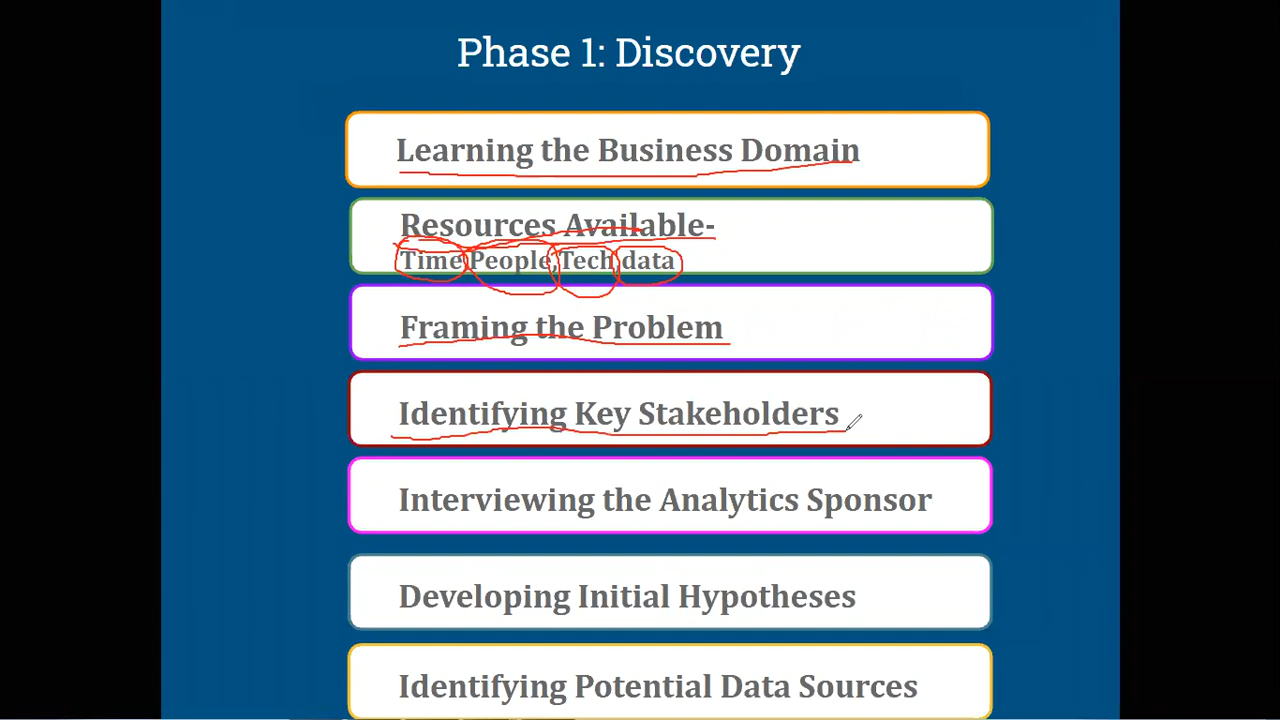 Phase 1: Discovery
Learning the Business Domain
Resources Available-
Time,People,Tech,data
Framing the Problem
Identifying Key Stakeholders
Interviewing the Analytics Sponsor
Developing Initial Hypotheses
Identifying Potential Data Sources